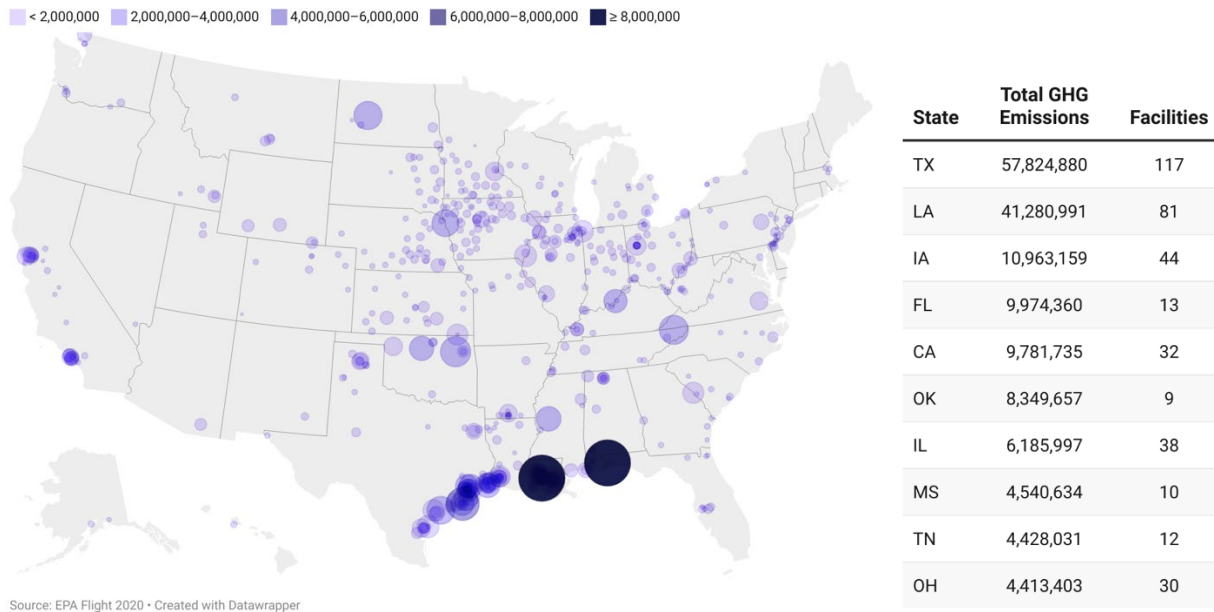 < 2,000,000 2,000,000–4,000,000 4,000,000–6,000,000 6,000,000–8,000,000 ≥ 8,000,000
State Total GHG Emissions Facilities
TX 57,824,880 117
LA 41,280,991 81
IA 10,963,159 44
FL 9,974,360 13
CA 9,781,735 32
OK 8,349,657 9
IL 6,185,997 38
MS 4,540,634 10
TN 4,428,031 12
OH 4,413,403 30
Source: EPA Flight 2020 • Created with Datawrapper